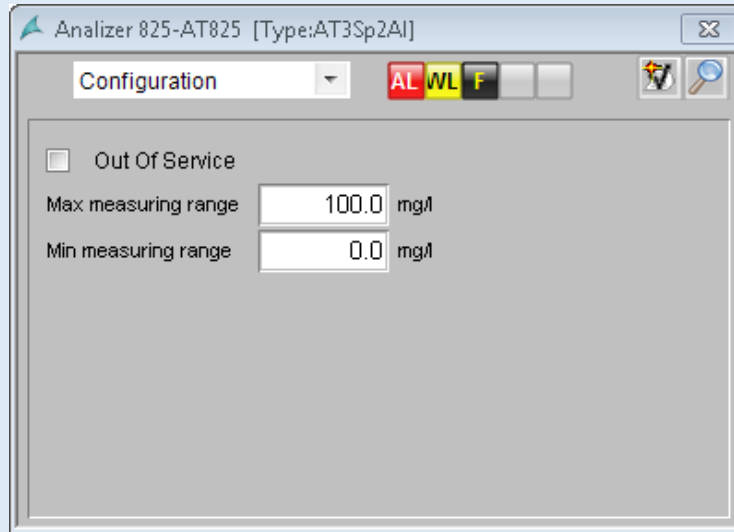 Analizer 825-AT825 [Type:AT3Sp2AI]
Configuration AL WL F
Out Of Service
Max measuring range 100.0 mg/l
Min measuring range 0.0 mg/l